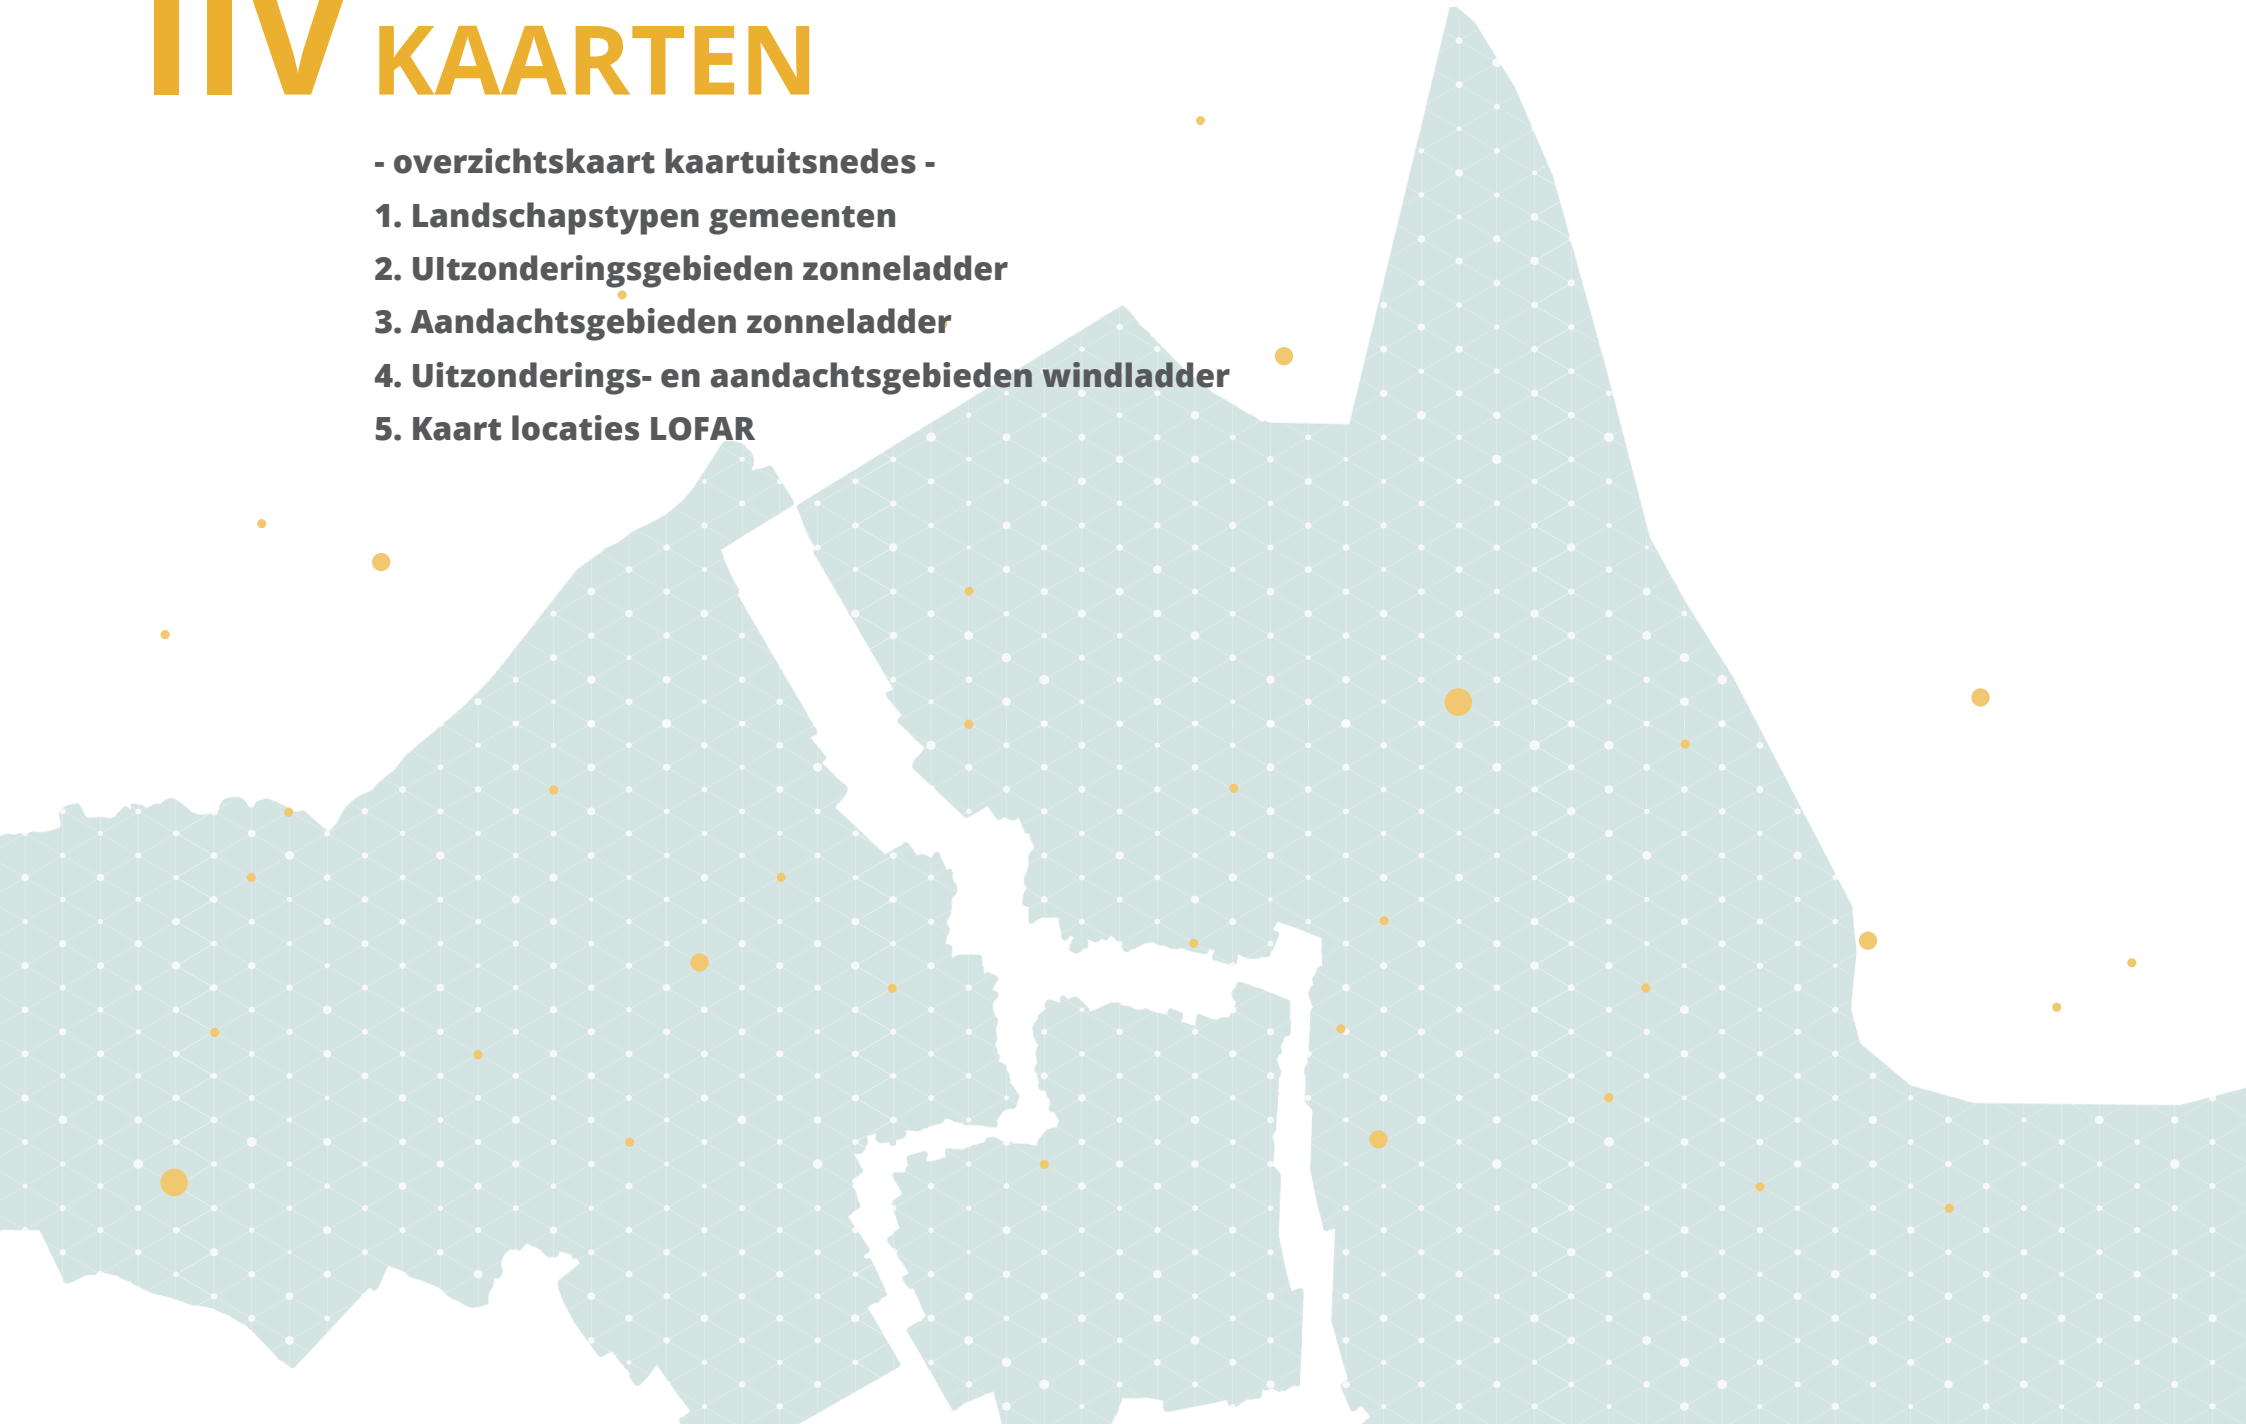 IIV KAARTEN
- overzichtskaart kaartuitsnedes -
1. Landschapstypen gemeenten
2. UItzonderingsgebieden zonneladder
3. Aandachtsgebieden zonneladder
4. Uitzonderings- en aandachtsgebieden windladder
5. Kaart locaties LOFAR